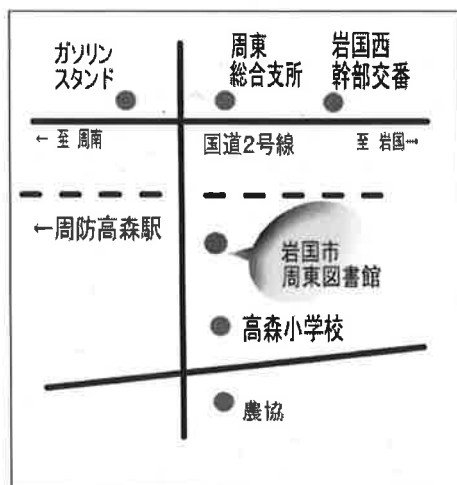 ガソリン
スタンド
周東
総合支所
岩国西
幹部交番
← 至 周南
国道2号線
至 岩国→
←周防高森駅
岩国市
周東図書館
高森小学校
農協